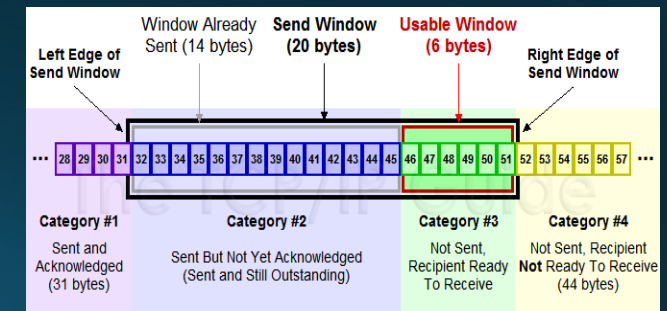 Window Already
Sent (14 bytes)
Send Window
(20 bytes)
Usable Window
(6 bytes)
Left Edge of
Send Window
Right Edge of
Send Window
... 28 29 30 31 32 33 34 35 36 37 38 39 40 41 42 43 44 45 46 47 48 49 50 51 52 53 54 55 56 57 ...
The TCP/IP Guide
Category #1
Sent and
Acknowledged
(31 bytes)
Category #2
Sent But Not Yet Acknowledged
(Sent and Still Outstanding)
Category #3
Not Sent,
Recipient Ready
To Receive
Category #4
Not Sent, Recipient
Not Ready To Receive
(44 bytes)